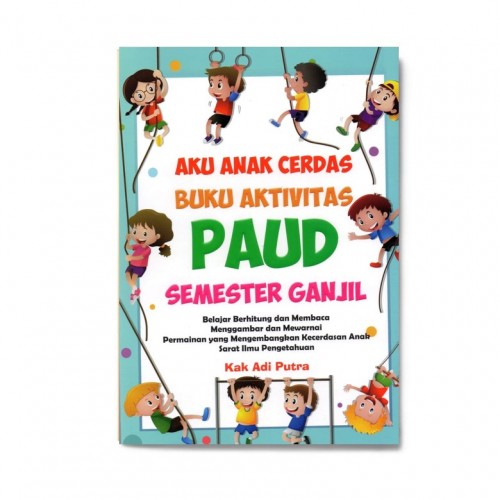 AKU ANAK CERDAS
BUKU AKTIVITAS
PAUD
SEMESTER GANJIL
Belajar Berhitung dan Membaca
Menggambar dan Mewarnai
Permainan yang Mengembangkan Kecerdasan Anak
Sarat Ilmu Pengetahuan
Kak Adi Putra